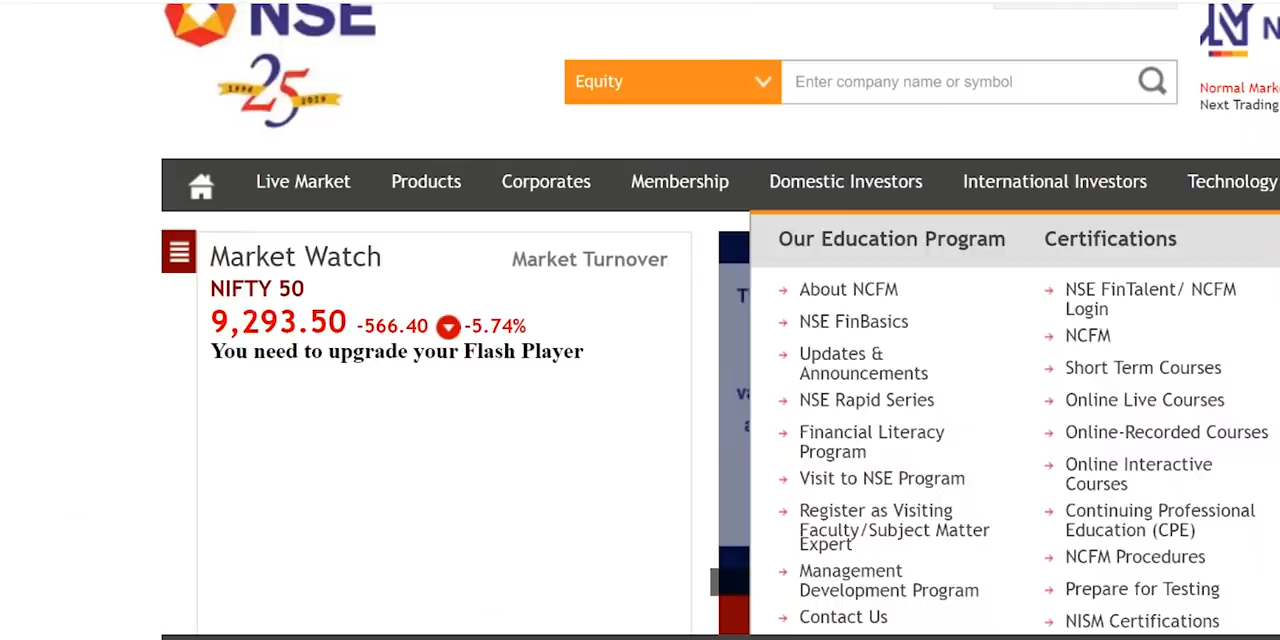 NSE
1994 25 2019
Equity
Enter company name or symbol
N
Normal Mark
Next Trading
Live Market
Products
Corporates
Membership
Domestic Investors
International Investors
Technology
Market Watch
Market Turnover
NIFTY 50
9,293.50 -566.40 -5.74%
You need to upgrade your Flash Player
Our Education Program
About NCFM
NSE FinBasics
Updates &
Announcements
NSE Rapid Series
Financial Literacy
Program
Visit to NSE Program
Register as Visiting
Faculty/Subject Matter
Expert
Management
Development Program
Contact Us
Certifications
NSE FinTalent/ NCFM
Login
NCFM
Short Term Courses
Online Live Courses
Online-Recorded Courses
Online Interactive
Courses
Continuing Professional
Education (CPE)
NCFM Procedures
Prepare for Testing
NISM Certifications